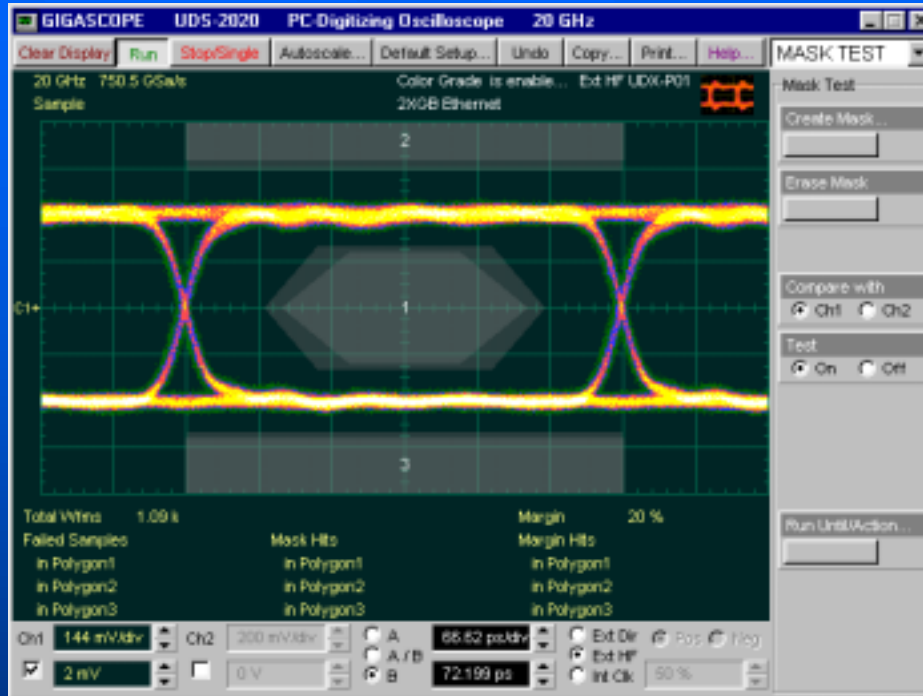 GIGASCOPE UDS-2020 PC-Digitizing Oscilloscope 20 GHz
Clear Display Run Stop/Single Autoscale... Default Setup... Undo Copy... Print... Help... MASK TEST
20 GHz 750.5 GSa/s Color Grade is enable... Ext HF UDX-P01
Sample 2XGB Ethernet
Mask Test
Create Mask...
2
Erase Mask
C1+ 1
Compare with
Ch1 Ch2
Test
On Off
3
Total Wfms 1.09 k Margin 20 %
Failed Samples Mask Hits Margin Hits
in Polygon1 in Polygon1 in Polygon1
in Polygon2 in Polygon2 in Polygon2
in Polygon3 in Polygon3 in Polygon3
Run Until/Action...
Ch1 144 mV/div Ch2 200 mV/div A 66.62 ps/div Ext Dir Pos Neg
A / B Ext HF
2 mV 0 V B 72.199 ps Int Clk 50 %